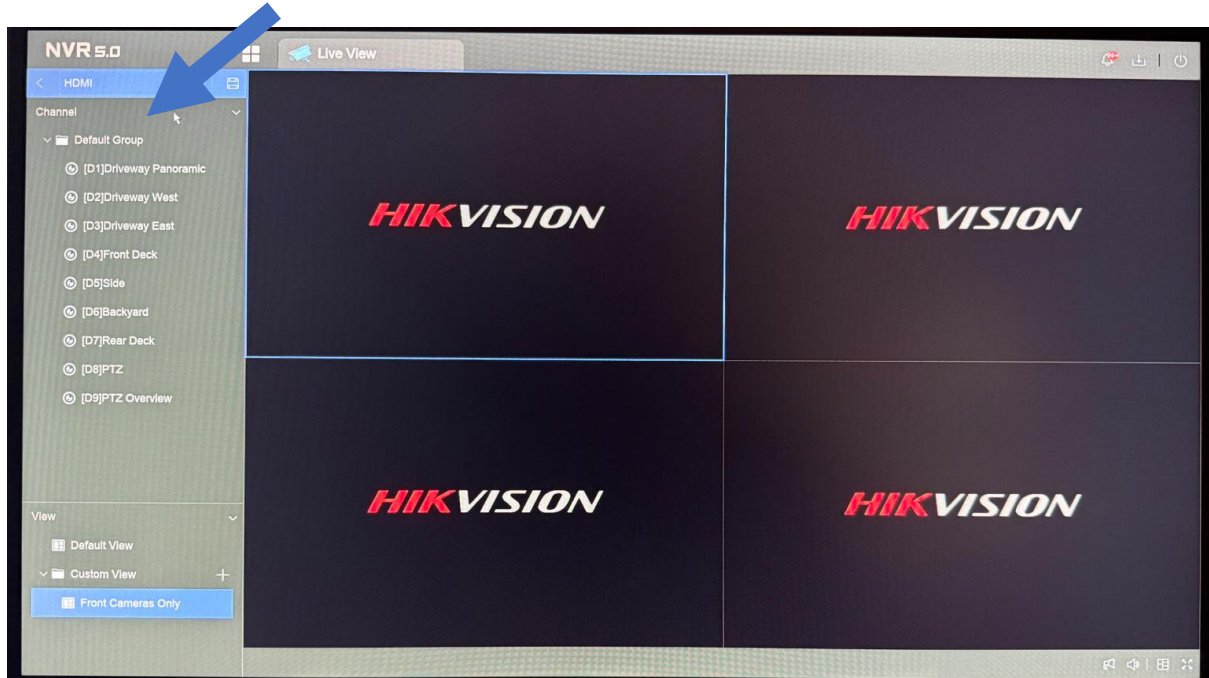 NVR 5.0
Live View
HDMI
Channel
Default Group
[D1]Driveway Panoramic
[D2]Driveway West
[D3]Driveway East
[D4]Front Deck
[D5]Side
[D6]Backyard
[D7]Rear Deck
[D8]PTZ
[D9]PTZ Overview
HIKVISION
HIKVISION
HIKVISION
HIKVISION
View
Default View
Custom View
Front Cameras Only